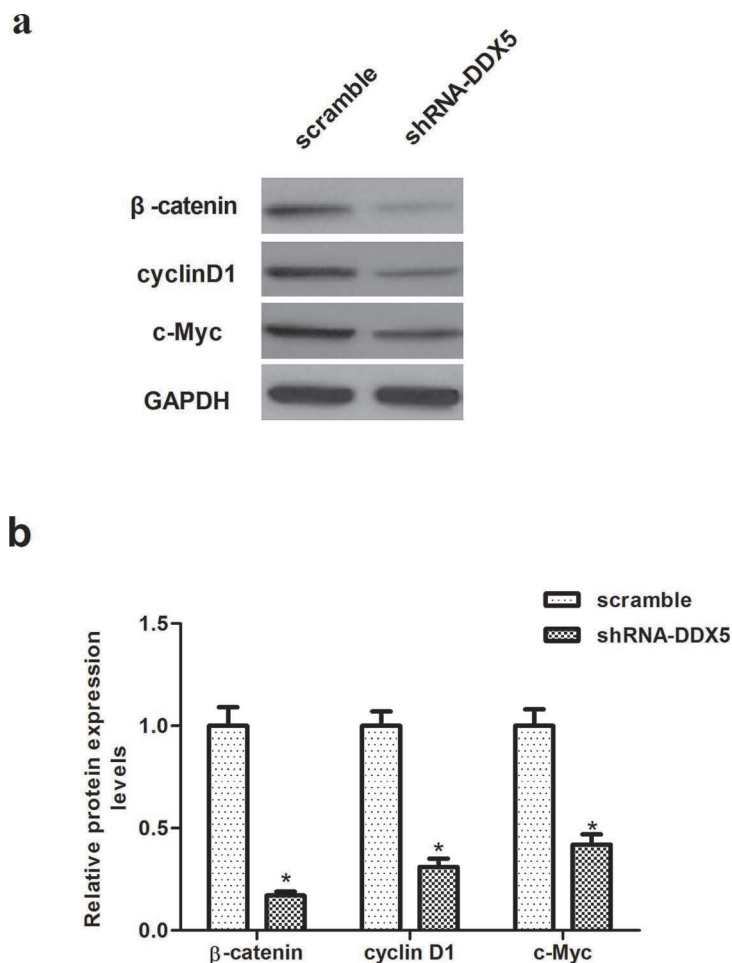 a
scramble
shRNA-DDX5
β-catenin
cyclinD1
c-Myc
GAPDH
b
scramble
shRNA-DDX5
Relative protein expression
levels
1.5
1.0
0.5
0.0
*
*
*
β-catenin
cyclin D1
c-Myc